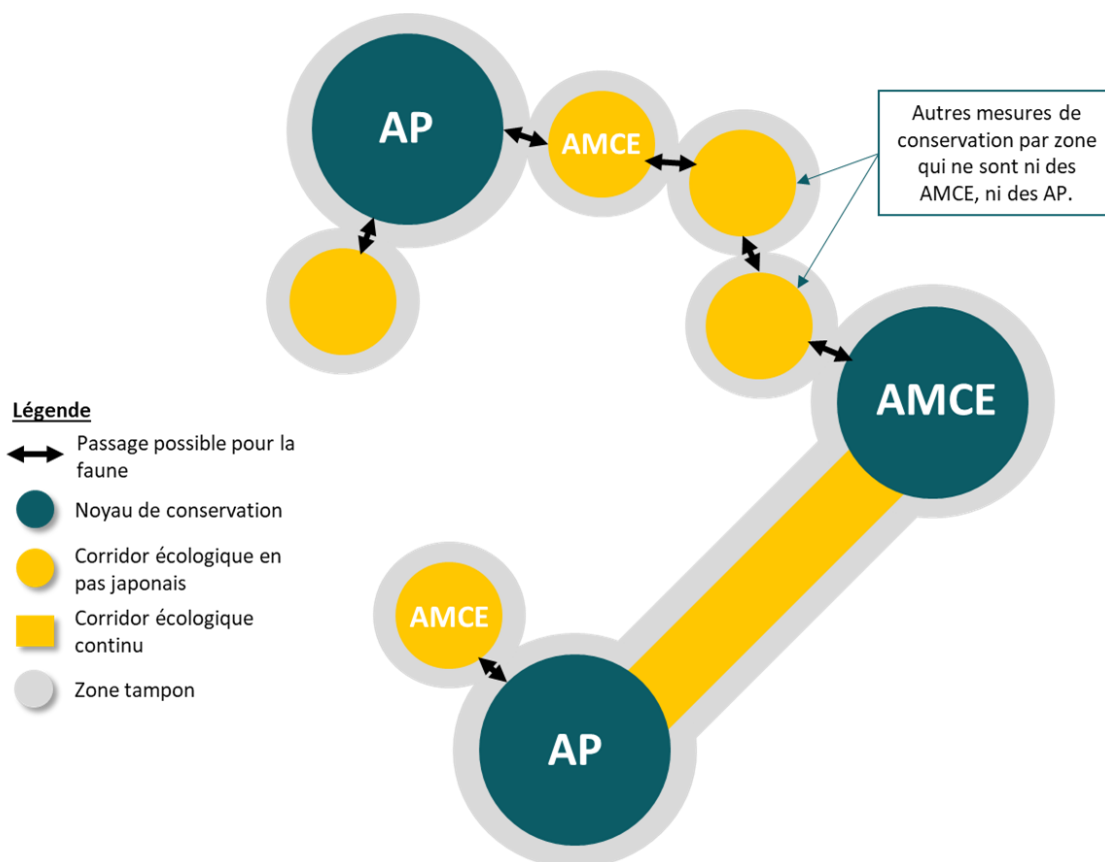 AP
AMCE
Autres mesures de
conservation par zone
qui ne sont ni des
AMCE, ni des AP.
AMCE
Légende
Passage possible pour la
faune
Noyau de conservation
Corridor écologique en
pas japonais
Corridor écologique
continu
Zone tampon
AMCE
AP